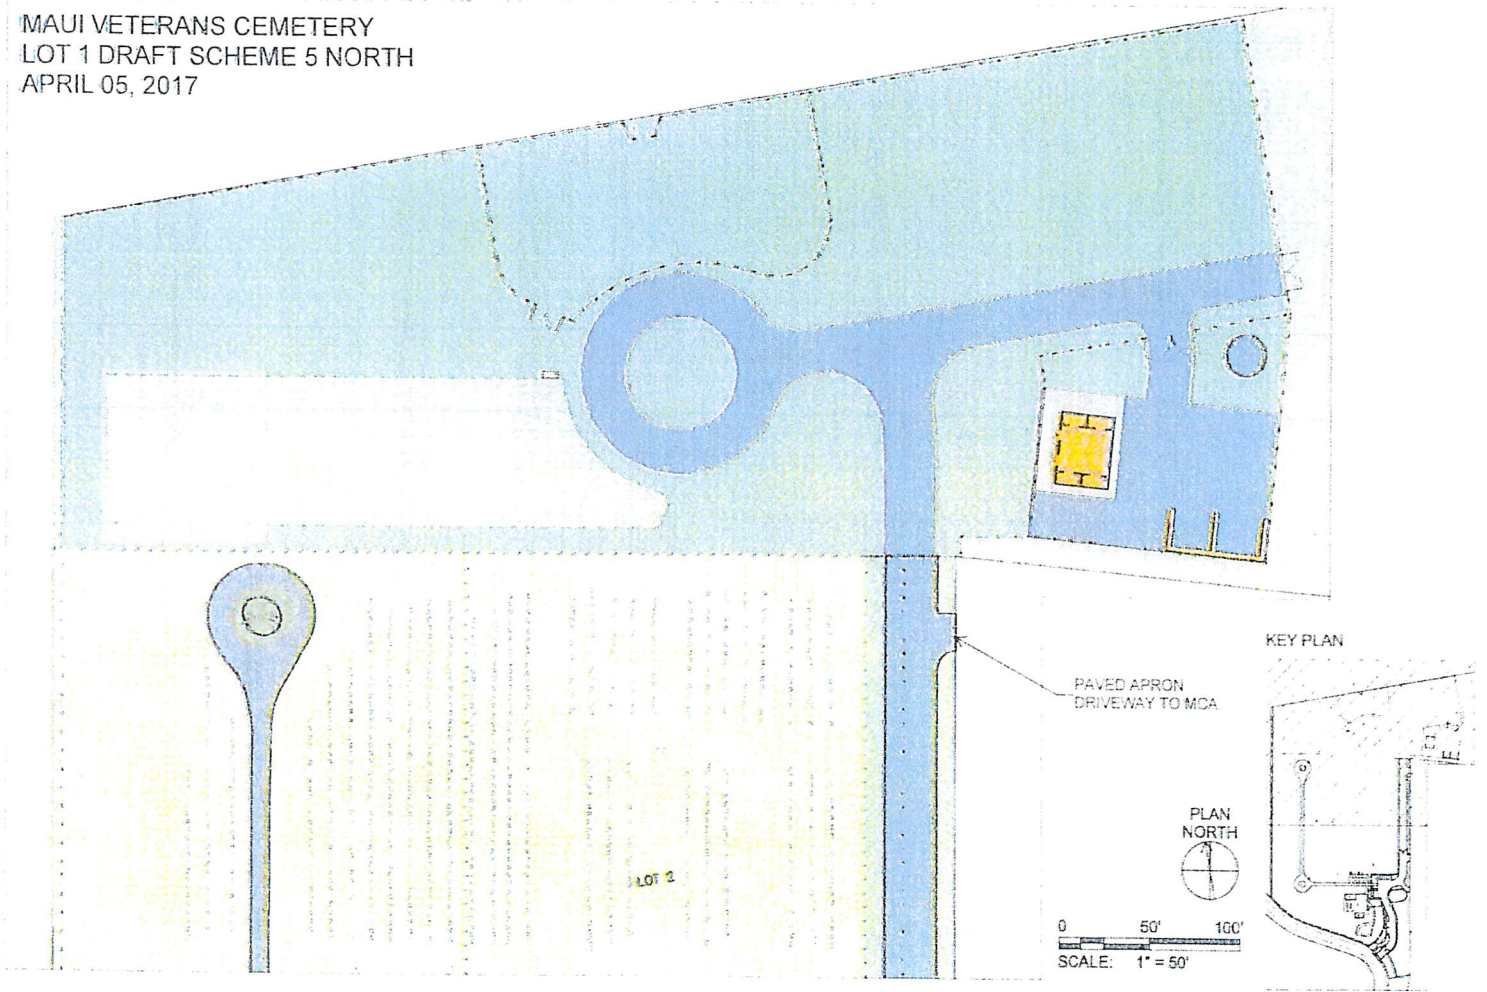 MAUI VETERANS CEMETERY
LOT 1 DRAFT SCHEME 5 NORTH
APRIL 05, 2017
LOT 2
KEY PLAN
PAVED APRON
DRIVEWAY TO MCA
PLAN
NORTH
0 50' 100'
SCALE: 1" = 50'